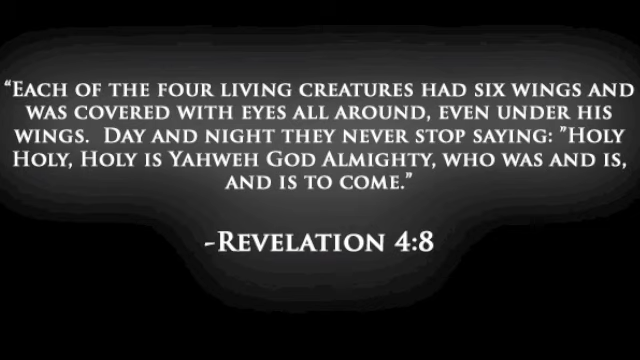 “Each of the four living creatures had six wings and
was covered with eyes all around, even under his
wings.  Day and night they never stop saying: ”Holy
Holy, Holy is Yahweh God Almighty, who was and is,
and is to come.”
-Revelation 4:8